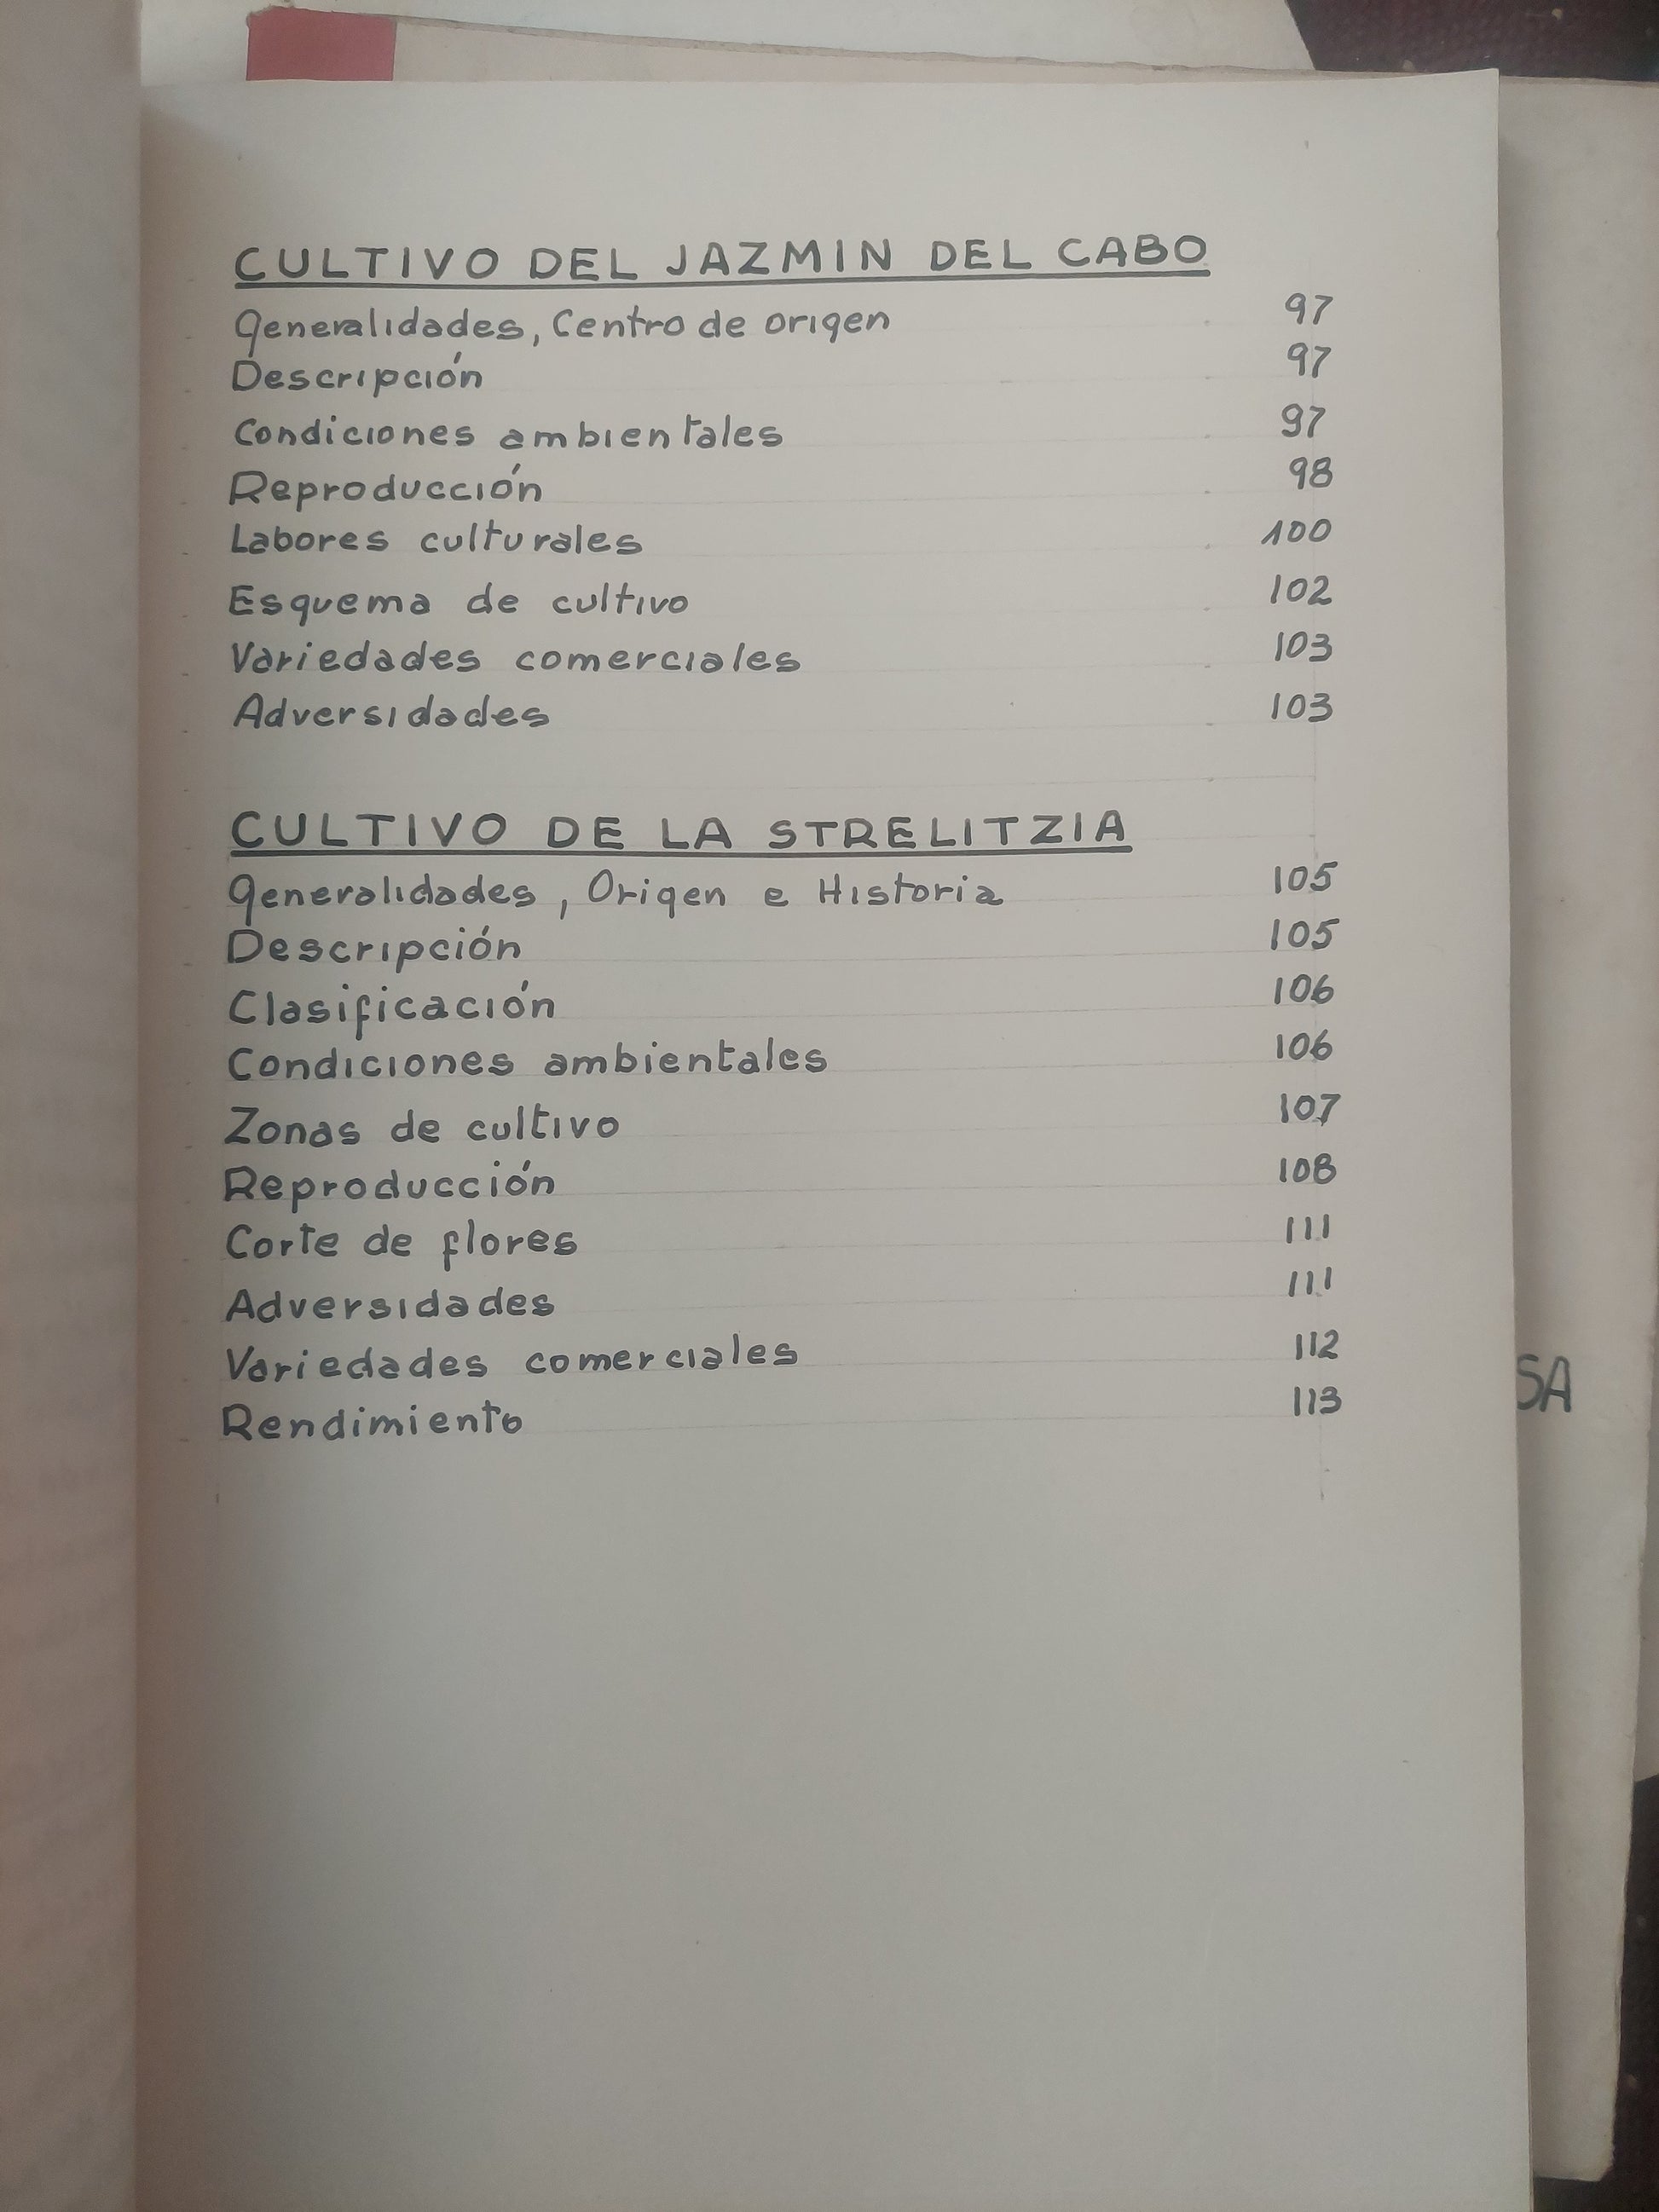 CULTIVO DEL JAZMIN DEL CABO
Generalidades, Centro de origen 97
Descripción 97
Condiciones ambientales 97
Reproducción 98
Labores culturales 100
Esquema de cultivo 102
Variedades comerciales 103
Adversidades 103
CULTIVO DE LA STRELITZIA
Generalidades, Origen e Historia 105
Descripción 105
Clasificación 106
Condiciones ambientales 106
Zonas de cultivo 107
Reproducción 108
Corte de flores 111
Adversidades 111
Variedades comerciales 112
Rendimiento 113
SA